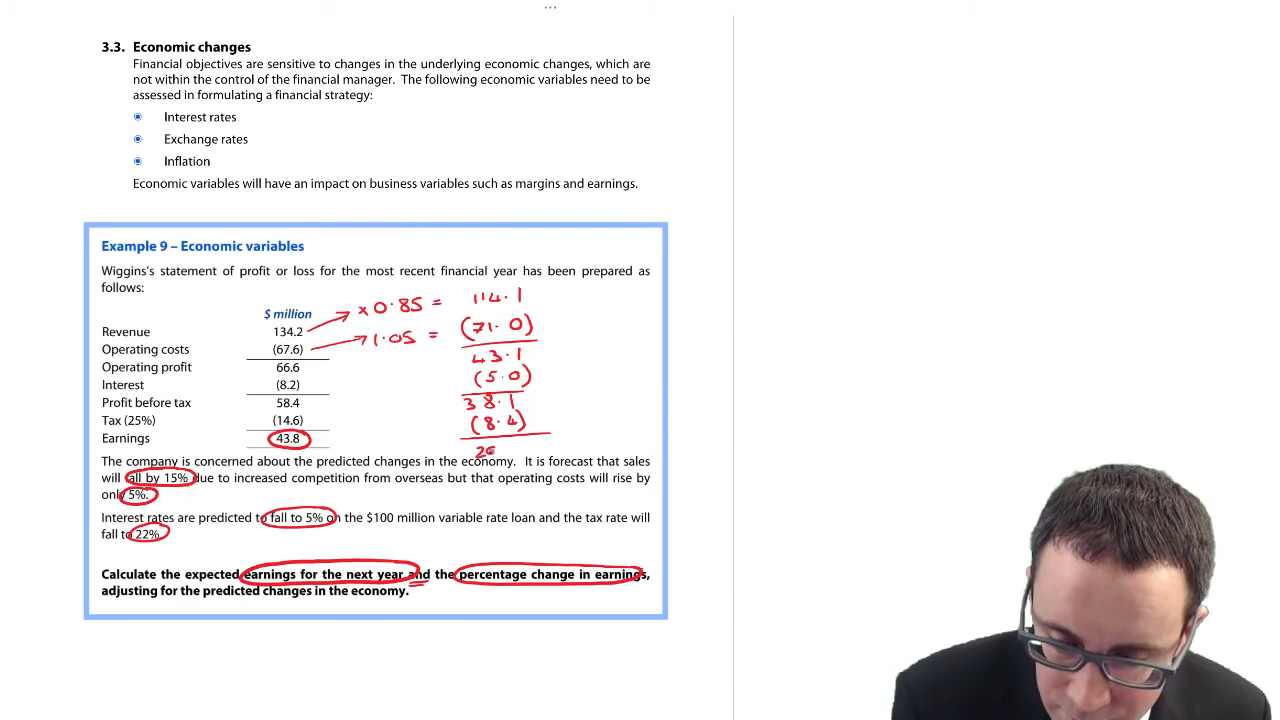 3.3. Economic changes
Financial objectives are sensitive to changes in the underlying economic changes, which are
not within the control of the financial manager. The following economic variables need to be
assessed in formulating a financial strategy:
Interest rates
Exchange rates
Inflation
Economic variables will have an impact on business variables such as margins and earnings.
Example 9 – Economic variables
Wiggins's statement of profit or loss for the most recent financial year has been prepared as
follows:
$ million
Revenue 134.2 × 0.85 = 114.1
Operating costs (67.6) 1.05 = (71.0)
Operating profit 66.6 43.1
Interest (8.2) (5.0)
Profit before tax 58.4 38.1
Tax (25%) (14.6) (8.4)
Earnings 43.8
The company is concerned about the predicted changes in the economy. It is forecast that sales
will fall by 15% due to increased competition from overseas but that operating costs will rise by
only 5%.
Interest rates are predicted to fall to 5% on the $100 million variable rate loan and the tax rate will
fall to 22%.
Calculate the expected earnings for the next year and the percentage change in earnings,
adjusting for the predicted changes in the economy.